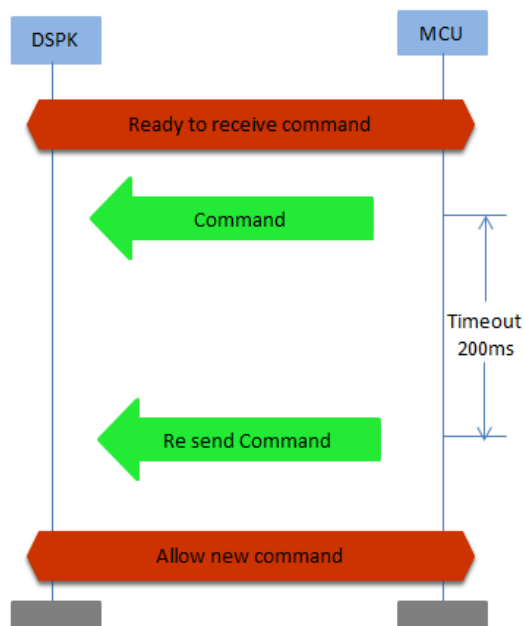 DSPK
MCU
Ready to receive command
Command
Timeout
200ms
Re send Command
Allow new command